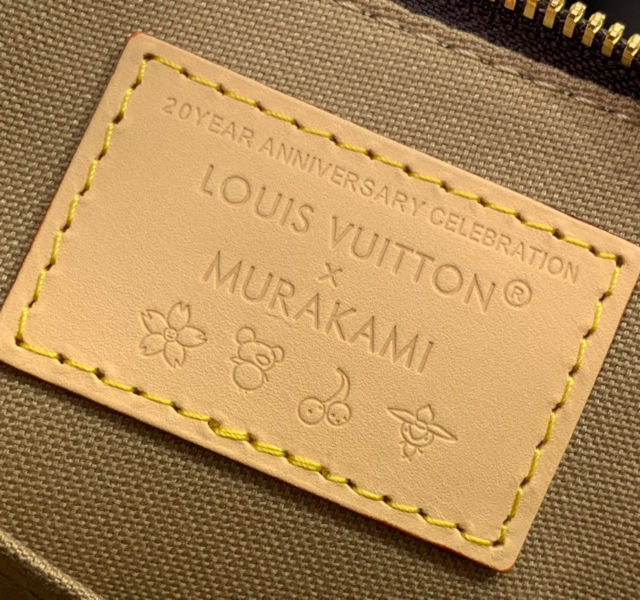 20YEAR ANNIVERSARY CELEBRATION
LOUIS VUITTON®
×
MURAKAMI